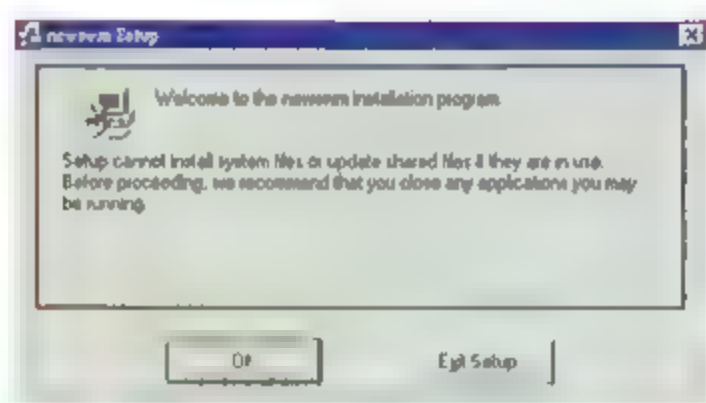 Setup
Welcome to the installation program.
Setup cannot install system files or update shared files if they are in use.
Before proceeding, we recommend that you close any applications you may
be running.
OK
Exit Setup